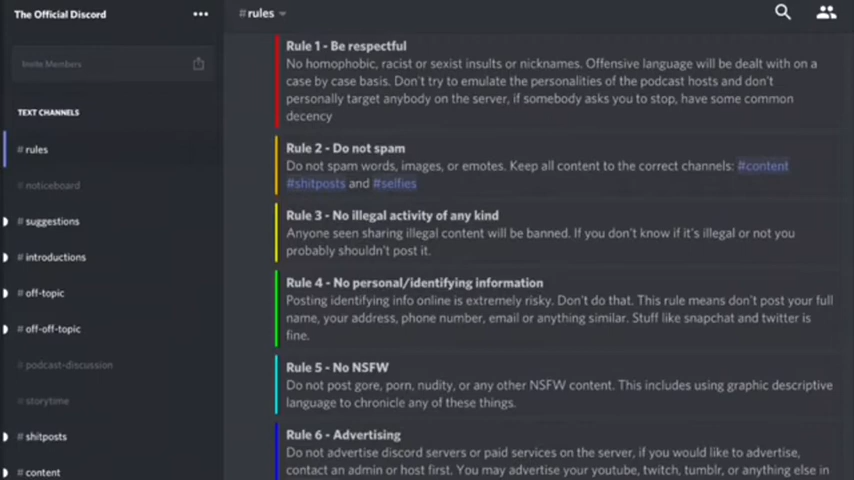 The Official Discord
Invite Members
TEXT CHANNELS
# rules
# noticeboard
# suggestions
# introductions
# off-topic
# off-off-topic
# podcast-discussion
# storytime
# shitposts
# content
# rules
Rule 1 - Be respectful
No homophobic, racist or sexist insults or nicknames. Offensive language will be dealt with on a
case by case basis. Don't try to emulate the personalities of the podcast hosts and don't
personally target anybody on the server, if somebody asks you to stop, have some common
decency
Rule 2 - Do not spam
Do not spam words, images, or emotes. Keep all content to the correct channels: #content
#shitposts and #selfies
Rule 3 - No illegal activity of any kind
Anyone seen sharing illegal content will be banned. If you don't know if it's illegal or not you
probably shouldn't post it.
Rule 4 - No personal/identifying information
Posting identifying info online is extremely risky. Don't do that. This rule means don't post your full
name, your address, phone number, email or anything similar. Stuff like snapchat and twitter is
fine.
Rule 5 - No NSFW
Do not post gore, porn, nudity, or any other NSFW content. This includes using graphic descriptive
language to chronicle any of these things.
Rule 6 - Advertising
Do not advertise discord servers or paid services on the server, if you would like to advertise,
contact an admin or host first. You may advertise your youtube, twitch, tumblr, or anything else in